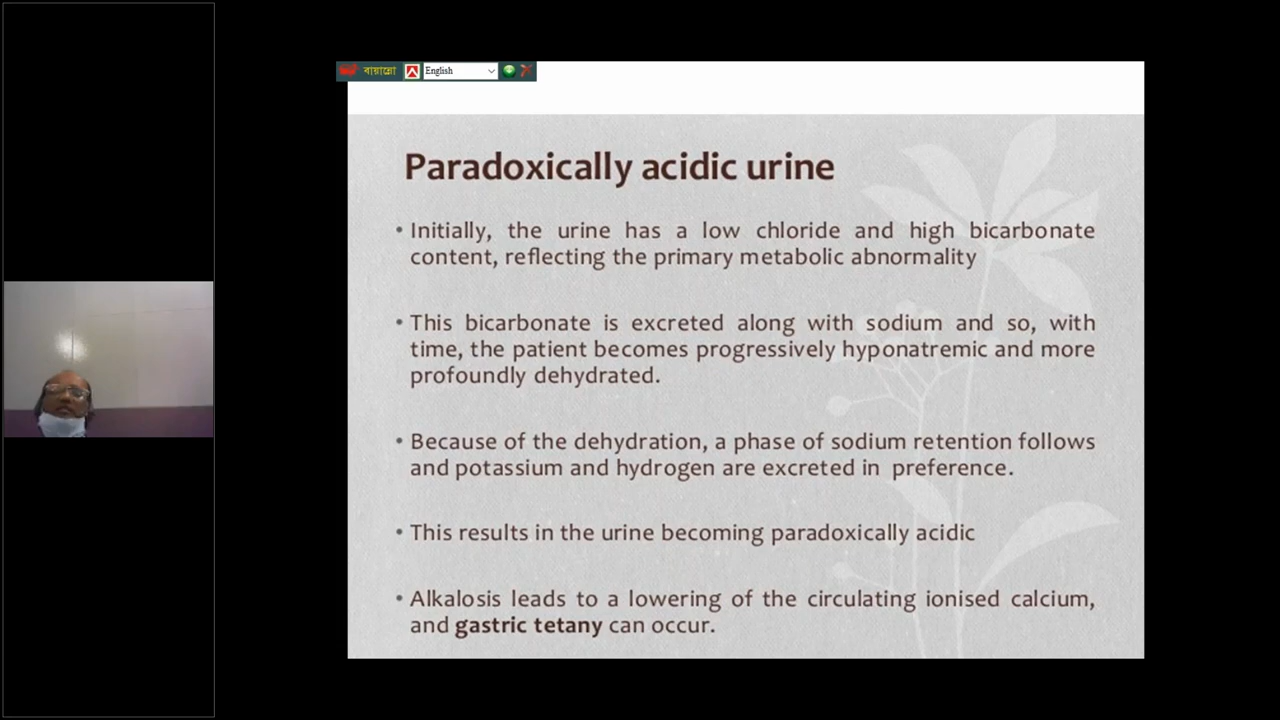 বায়ান্নো English
Paradoxically acidic urine
• Initially, the urine has a low chloride and high bicarbonate
content, reflecting the primary metabolic abnormality
• This bicarbonate is excreted along with sodium and so, with
time, the patient becomes progressively hyponatremic and more
profoundly dehydrated.
• Because of the dehydration, a phase of sodium retention follows
and potassium and hydrogen are excreted in preference.
• This results in the urine becoming paradoxically acidic
• Alkalosis leads to a lowering of the circulating ionised calcium,
and gastric tetany can occur.